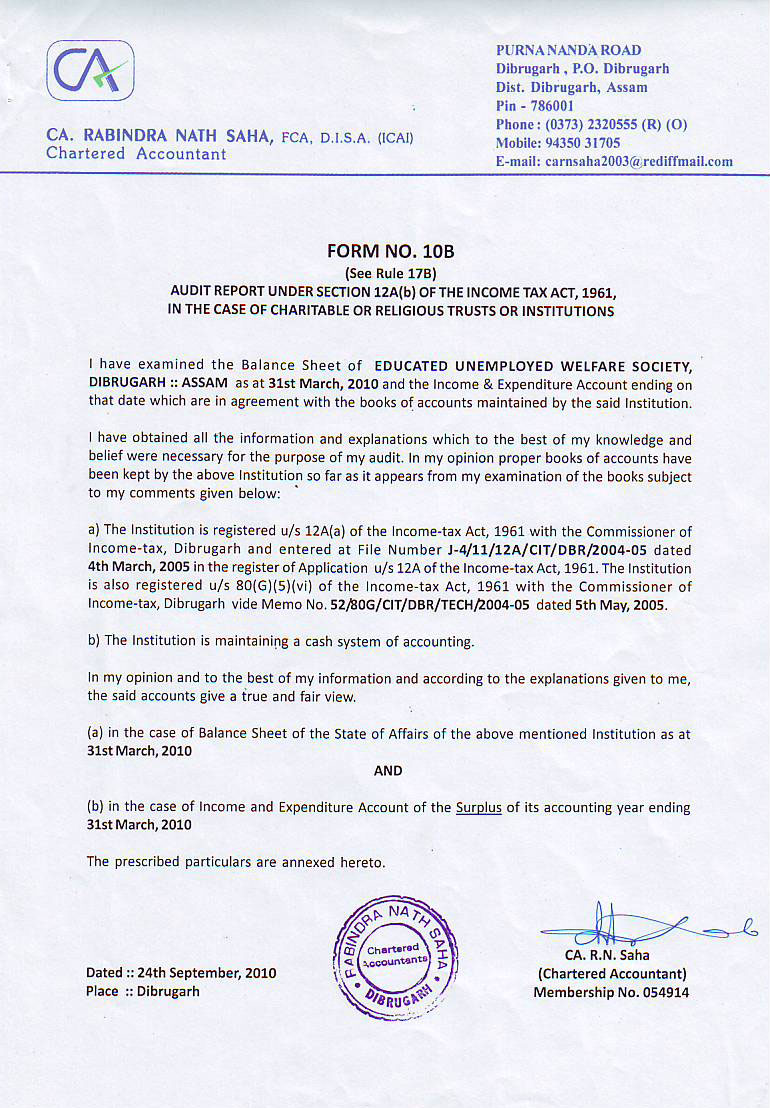 CA
CA. RABINDRA NATH SAHA, FCA, D.I.S.A. (ICAI)
Chartered Accountant
PURNA NANDA ROAD
Dibrugarh , P.O. Dibrugarh
Dist. Dibrugarh, Assam
Pin - 786001
Phone : (0373) 2320555 (R) (O)
Mobile: 94350 31705
E-mail: carnsaha2003@rediffmail.com
FORM NO. 10B
(See Rule 17B)
AUDIT REPORT UNDER SECTION 12A(b) OF THE INCOME TAX ACT, 1961,
IN THE CASE OF CHARITABLE OR RELIGIOUS TRUSTS OR INSTITUTIONS
I have examined the Balance Sheet of EDUCATED UNEMPLOYED WELFARE SOCIETY,
DIBRUGARH :: ASSAM as at 31st March, 2010 and the Income & Expenditure Account ending on
that date which are in agreement with the books of accounts maintained by the said Institution.
I have obtained all the information and explanations which to the best of my knowledge and
belief were necessary for the purpose of my audit. In my opinion proper books of accounts have
been kept by the above Institution so far as it appears from my examination of the books subject
to my comments given below:
a) The Institution is registered u/s 12A(a) of the Income-tax Act, 1961 with the Commissioner of
Income-tax, Dibrugarh and entered at File Number J-4/11/12A/CIT/DBR/2004-05 dated
4th March, 2005 in the register of Application u/s 12A of the Income-tax Act, 1961. The Institution
is also registered u/s 80(G)(5)(vi) of the Income-tax Act, 1961 with the Commissioner of
Income-tax, Dibrugarh vide Memo No. 52/80G/CIT/DBR/TECH/2004-05 dated 5th May, 2005.
b) The Institution is maintaining a cash system of accounting.
In my opinion and to the best of my information and according to the explanations given to me,
the said accounts give a true and fair view.
(a) in the case of Balance Sheet of the State of Affairs of the above mentioned Institution as at
31st March, 2010
AND
(b) in the case of Income and Expenditure Account of the Surplus of its accounting year ending
31st March, 2010
The prescribed particulars are annexed hereto.
RABINDRA NATH SAHA
Chartered
Accountants
DIBRUGARH
Dated :: 24th September, 2010
Place :: Dibrugarh
CA. R.N. Saha
(Chartered Accountant)
Membership No. 054914